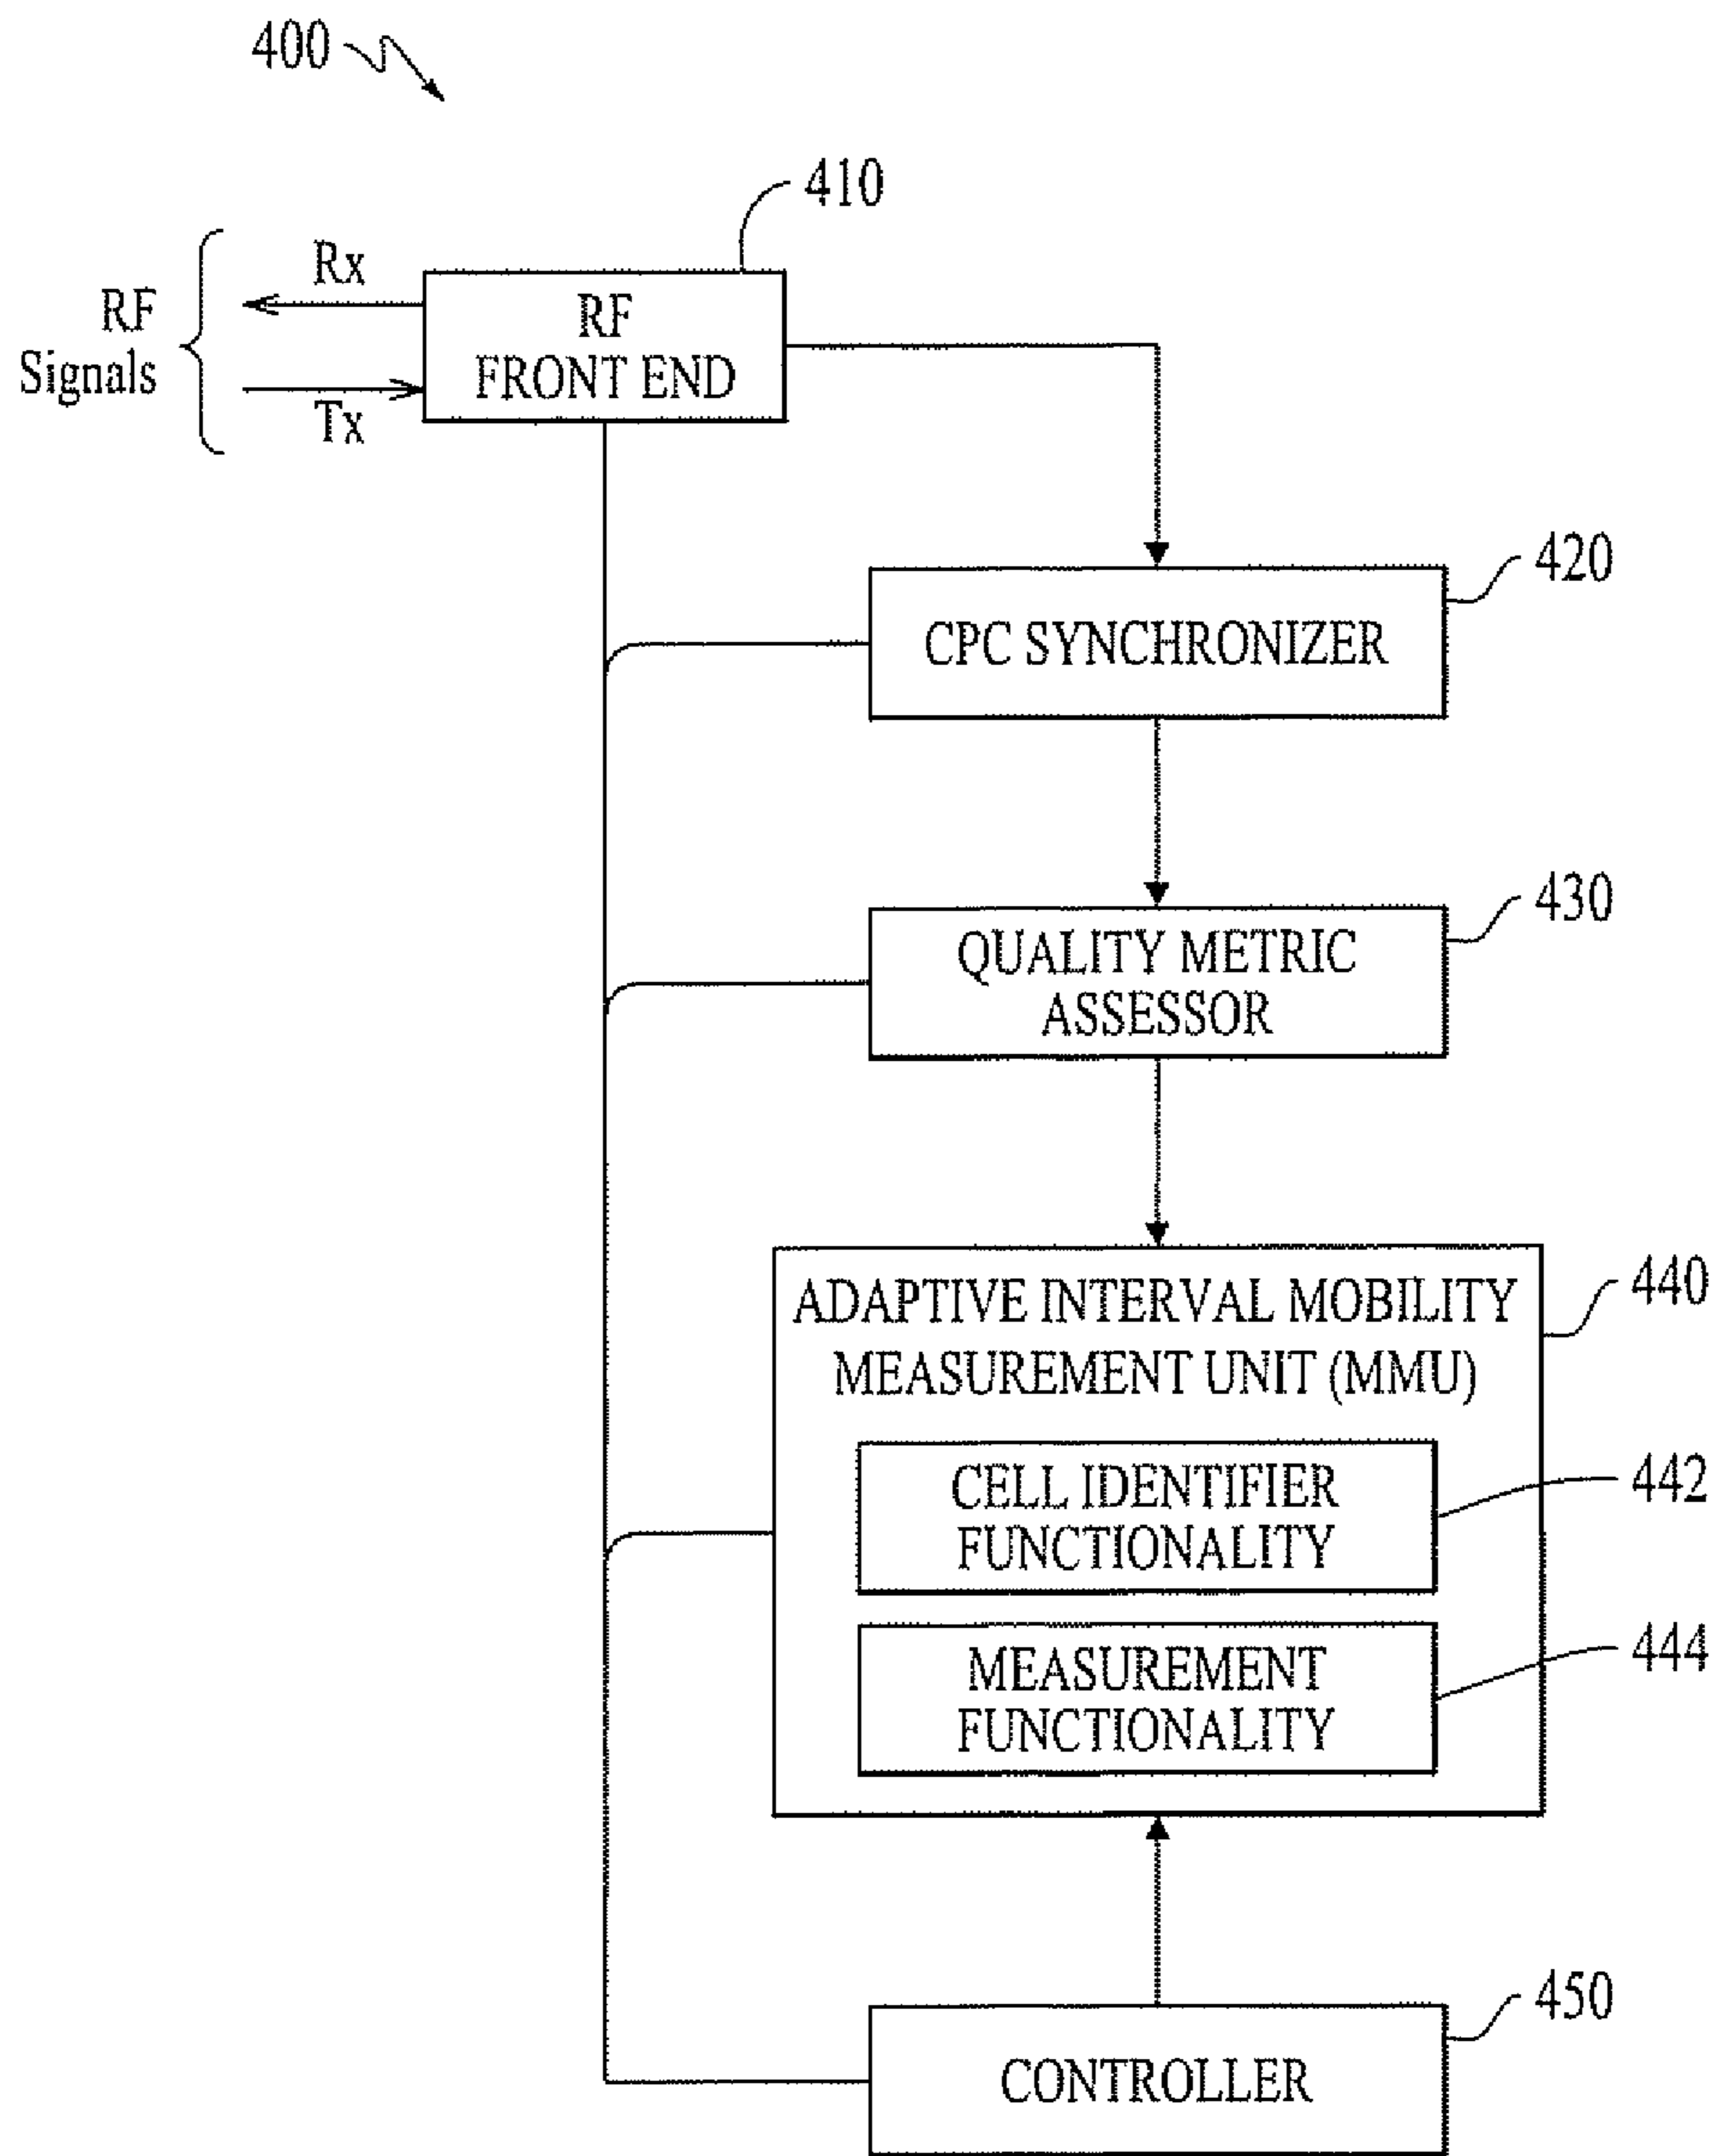 400
410
RF
Signals
Rx
Tx
RF
FRONT END
420
CPC SYNCHRONIZER
430
QUALITY METRIC
ASSESSOR
440
ADAPTIVE INTERVAL MOBILITY
MEASUREMENT UNIT (MMU)
442
CELL IDENTIFIER
FUNCTIONALITY
444
MEASUREMENT
FUNCTIONALITY
450
CONTROLLER